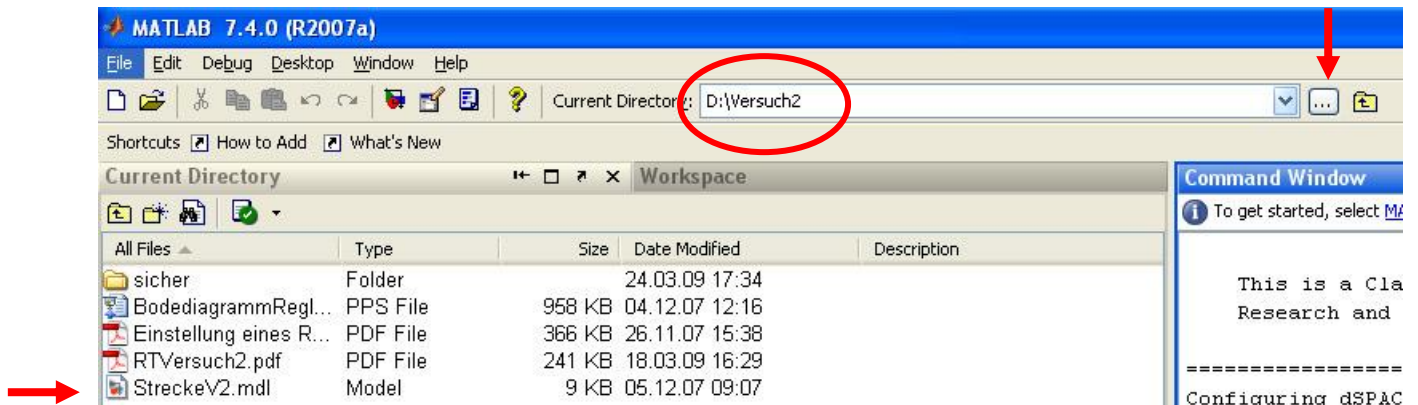 MATLAB 7.4.0 (R2007a)
File Edit Debug Desktop Window Help
Current Directory: D:\Versuch2 ...
Shortcuts How to Add What's New
Current Directory Workspace
All Files Type Size Date Modified Description
sicher Folder 24.03.09 17:34
BodediagrammRegl... PPS File 958 KB 04.12.07 12:16
Einstellung eines R... PDF File 366 KB 26.11.07 15:38
RTVersuch2.pdf PDF File 241 KB 18.03.09 16:29
StreckeV2.mdl Model 9 KB 05.12.07 09:07
Command Window
To get started, select MA
This is a Cla
Research and
==================
Configuring dSPAC